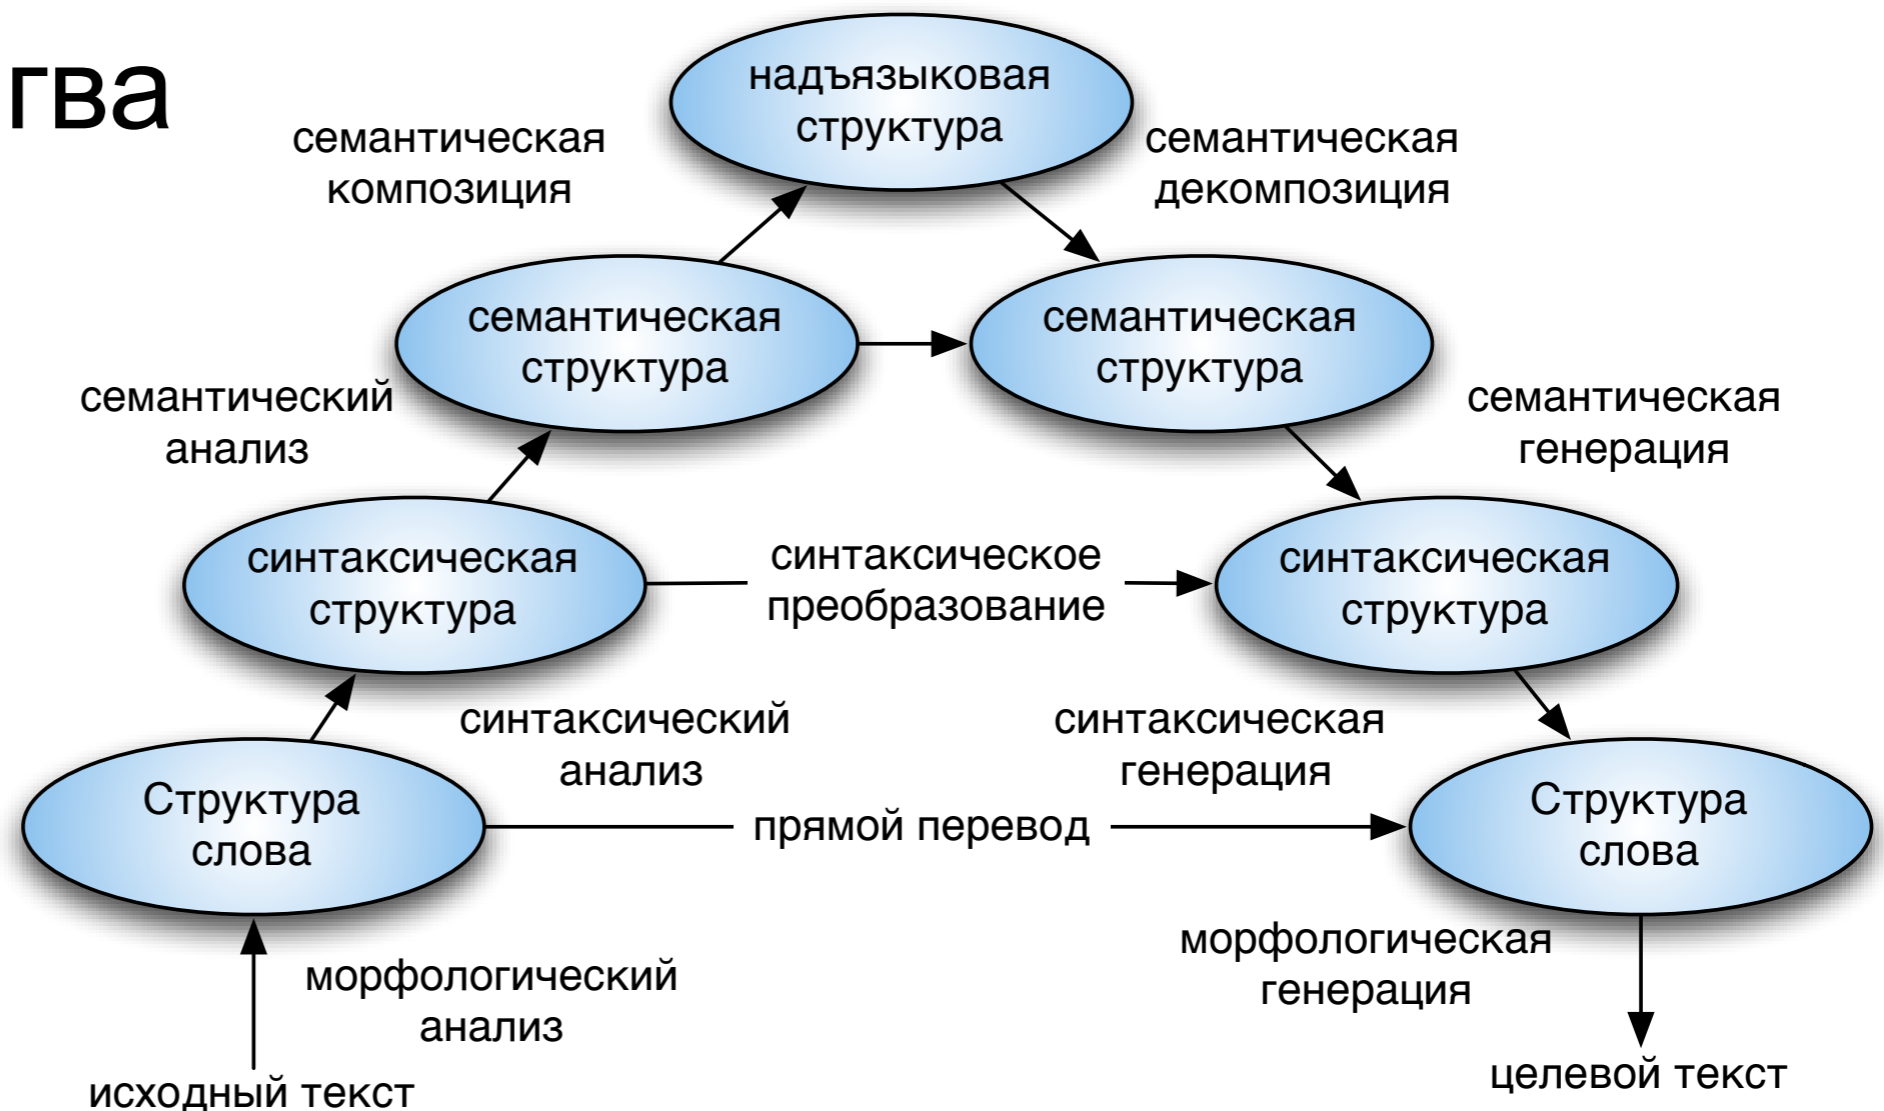 гва
надъязыковая
структура
семантическая
композиция
семантическая
декомпозиция
семантическая
структура
семантическая
структура
семантический
анализ
семантическая
генерация
синтаксическая
структура
синтаксическое
преобразование
синтаксическая
структура
синтаксический
анализ
синтаксическая
генерация
Структура
слова
прямой перевод
Структура
слова
морфологический
анализ
морфологическая
генерация
исходный текст
целевой текст